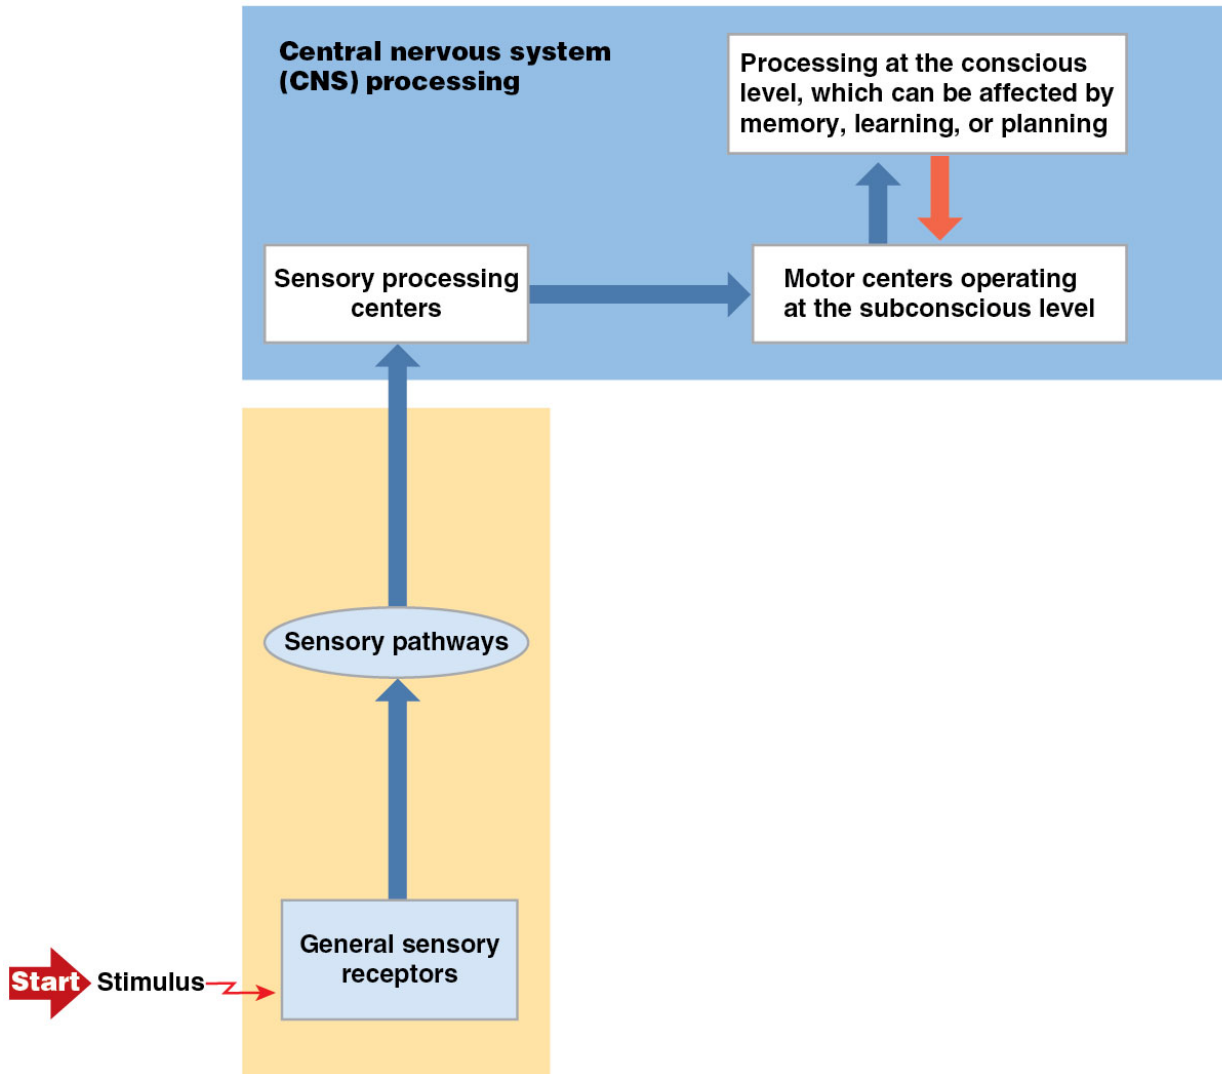 Central nervous system
(CNS) processing
Processing at the conscious
level, which can be affected by
memory, learning, or planning
Sensory processing
centers
Motor centers operating
at the subconscious level
Sensory pathways
General sensory
receptors
Start Stimulus